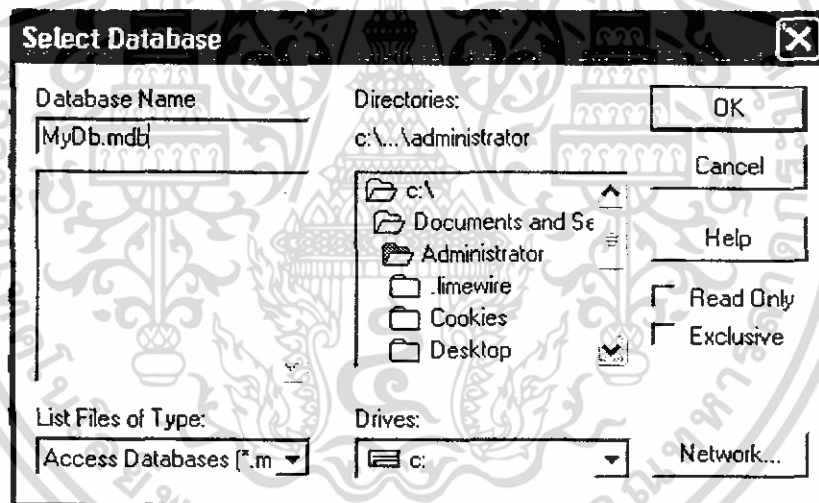 Select Database
Database Name
MyDb.mdb
Directories:
c:\...\administrator
c:\
Documents and Se
Administrator
.limewire
Cookies
Desktop
OK
Cancel
Help
Read Only
Exclusive
List Files of Type:
Access Databases (*.m
Drives:
c:
Network...